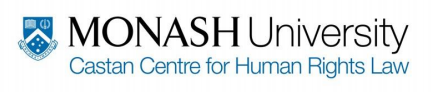 MONASH University
Castan Centre for Human Rights Law